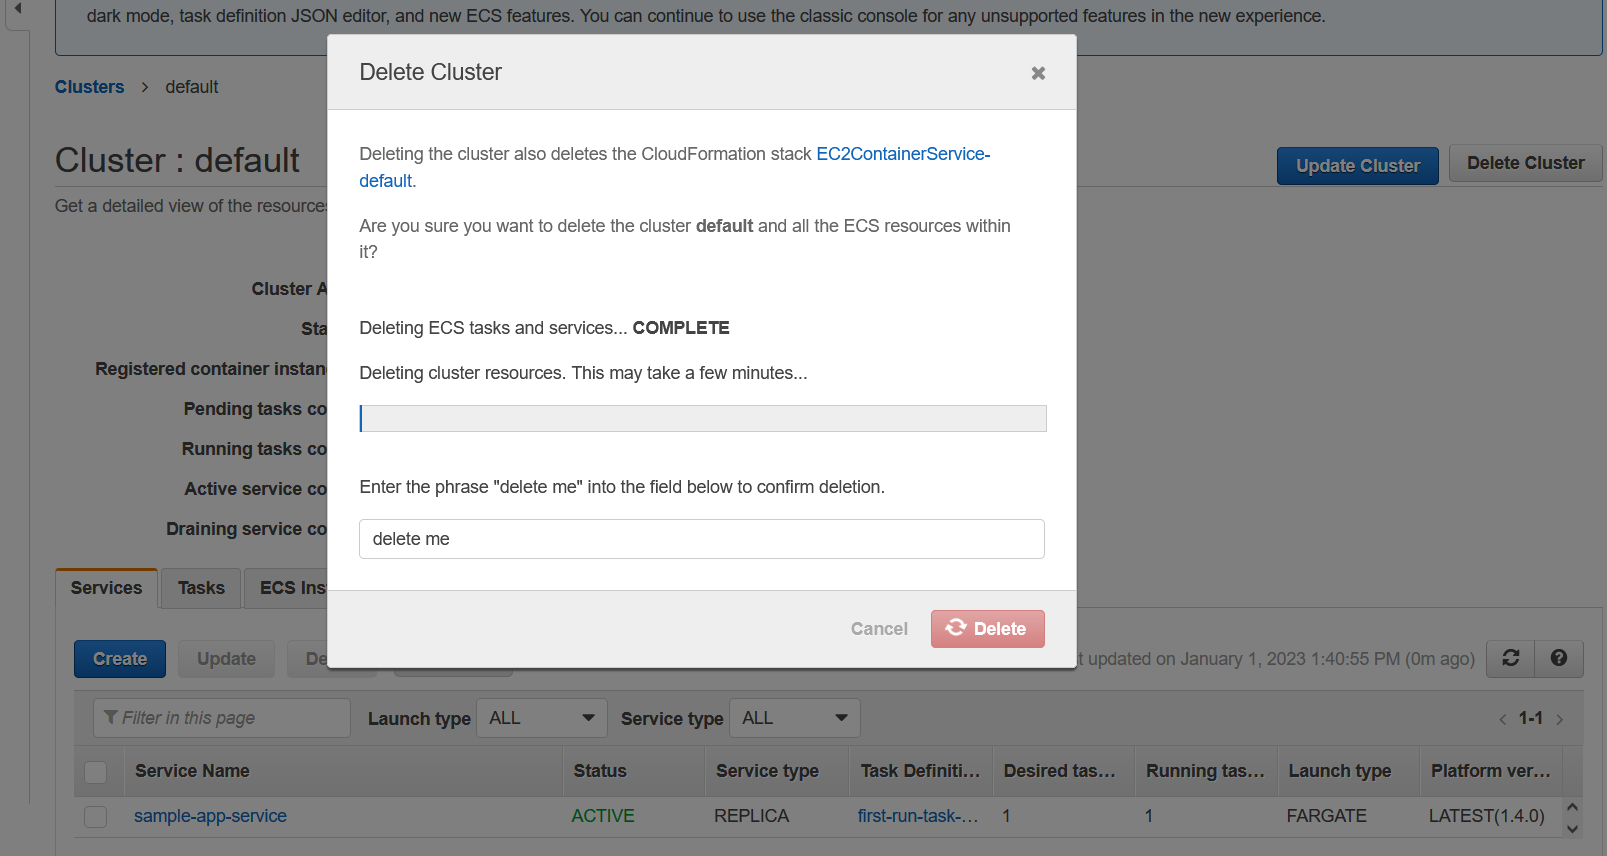 dark mode, task definition JSON editor, and new ECS features. You can continue to use the classic console for any unsupported features in the new experience.
Clusters > default
Cluster : default
Update Cluster
Delete Cluster
Get a detailed view of the resources
Delete Cluster
Deleting the cluster also deletes the CloudFormation stack EC2ContainerService-
default.
Are you sure you want to delete the cluster default and all the ECS resources within
it?
Cluster A
Sta
Deleting ECS tasks and services... COMPLETE
Registered container instan
Deleting cluster resources. This may take a few minutes...
Pending tasks co
Running tasks co
Active service co
Enter the phrase "delete me" into the field below to confirm deletion.
Draining service co
delete me
Services
Tasks
ECS Ins
Cancel
Delete
Create
Update
De
t updated on January 1, 2023 1:40:55 PM (0m ago)
Filter in this page
Launch type ALL
Service type ALL
< 1-1 >
Service Name Status Service type Task Definiti... Desired tas... Running tas... Launch type Platform ver...
sample-app-service ACTIVE REPLICA first-run-task-... 1 1 FARGATE LATEST(1.4.0)